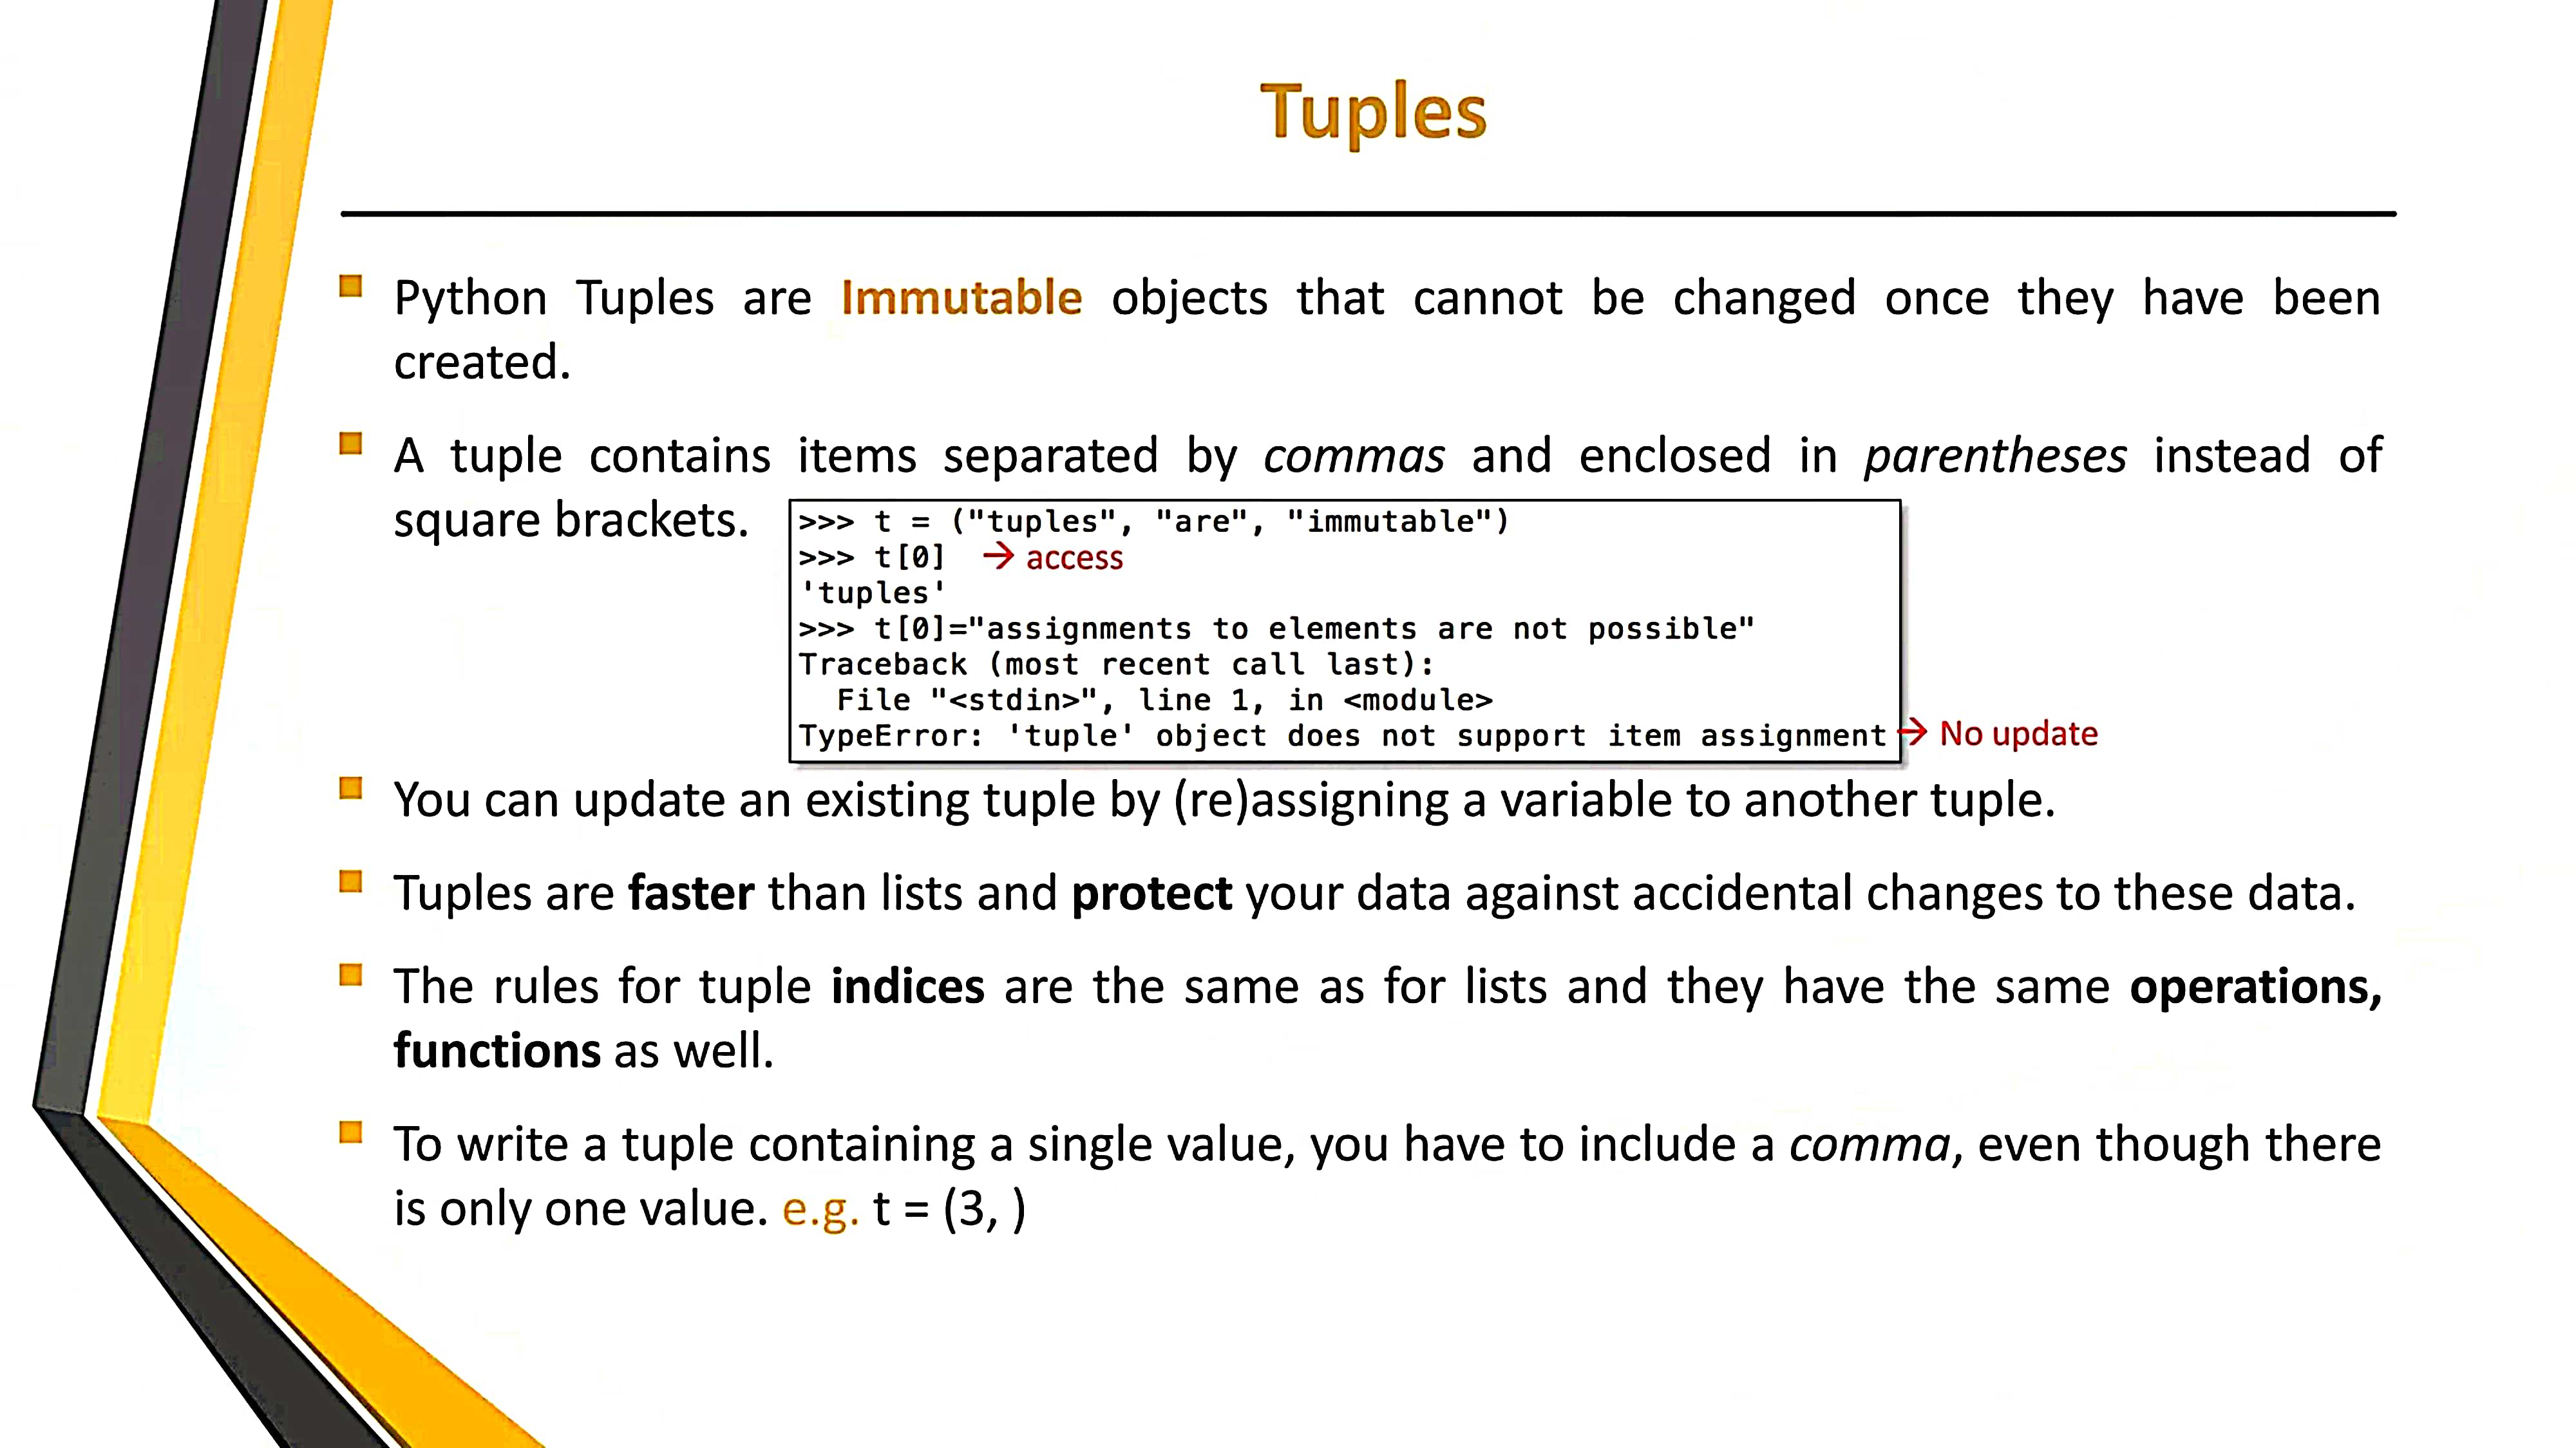 Tuples
Python Tuples are Immutable objects that cannot be changed once they have been
created.
A tuple contains items separated by commas and enclosed in parentheses instead of
square brackets.
>>> t = ("tuples", "are", "immutable")
>>> t[0] → access
'tuples'
>>> t[0]="assignments to elements are not possible"
Traceback (most recent call last):
  File "<stdin>", line 1, in <module>
TypeError: 'tuple' object does not support item assignment → No update
You can update an existing tuple by (re)assigning a variable to another tuple.
Tuples are faster than lists and protect your data against accidental changes to these data.
The rules for tuple indices are the same as for lists and they have the same operations,
functions as well.
To write a tuple containing a single value, you have to include a comma, even though there
is only one value. e.g. t = (3, )